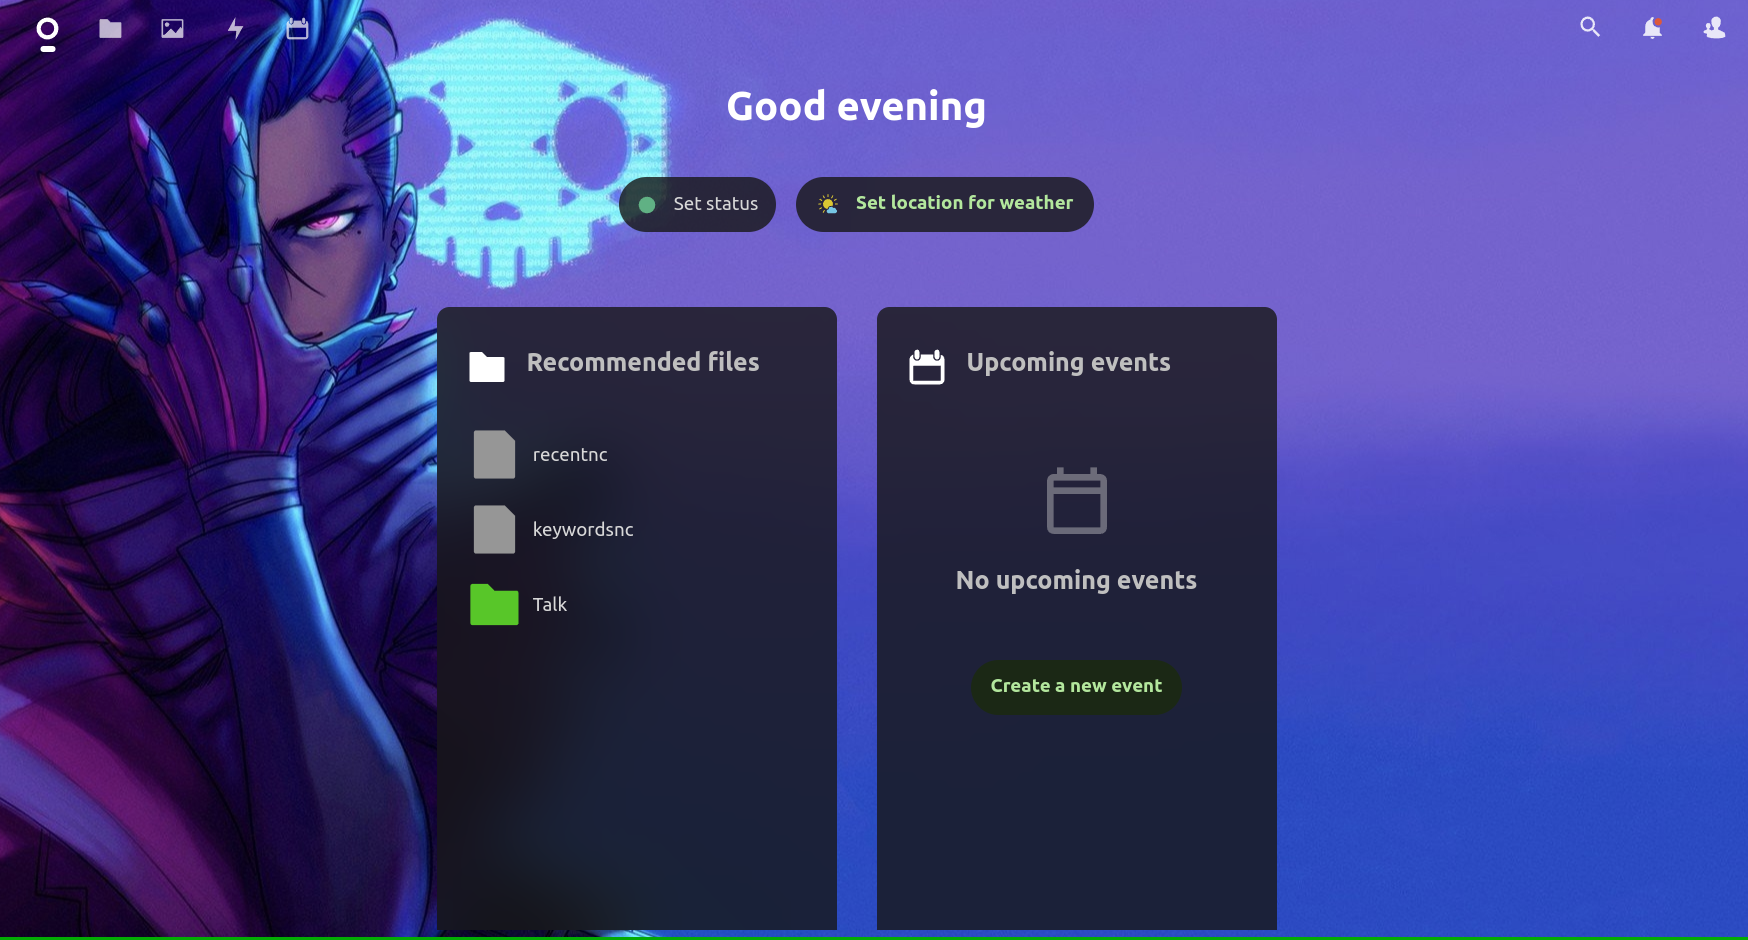 Good evening
Set status
Set location for weather
Recommended files
recentnc
keywordsnc
Talk
Upcoming events
No upcoming events
Create a new event